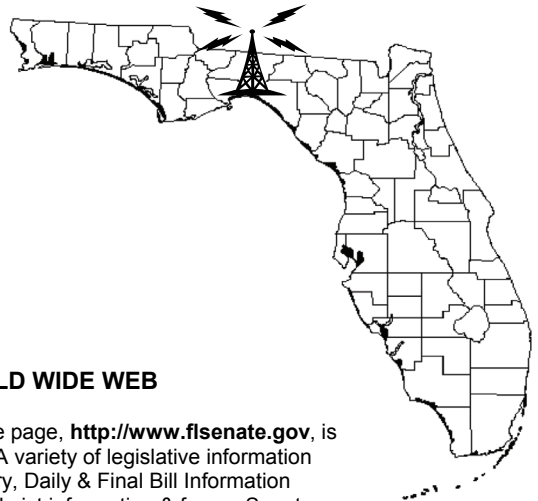 LD WIDE WEB
e page, http://www.flsenate.gov, is
A variety of legislative information
ry, Daily & Final Bill Information